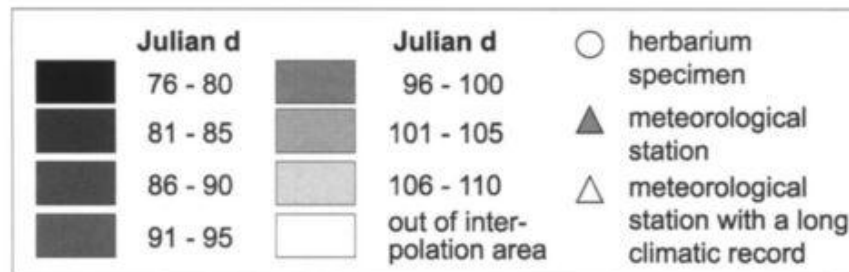 Julian d
76 - 80
81 - 85
86 - 90
91 - 95
Julian d
96 - 100
101 - 105
106 - 110
out of inter-
polation area
herbarium
specimen
meteorological
station
meteorological
station with a long
climatic record